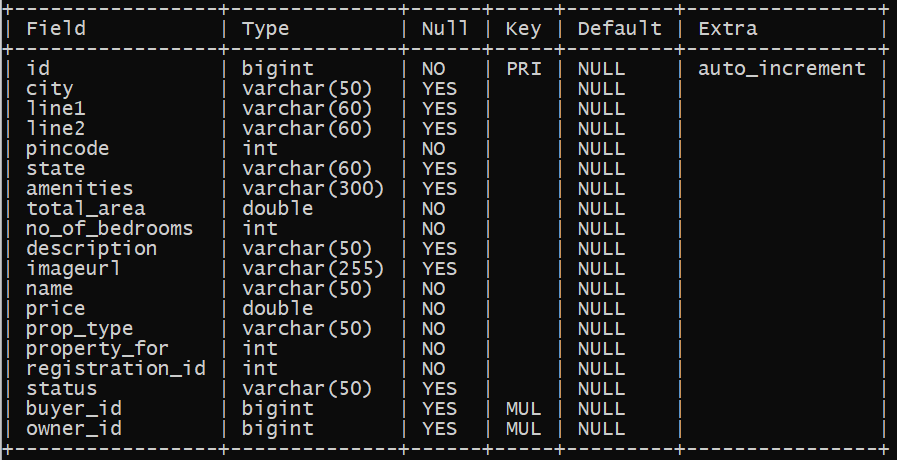 +-----------------+--------------+------+-----+---------+----------------+
| Field           | Type         | Null | Key | Default | Extra          |
+-----------------+--------------+------+-----+---------+----------------+
| id              | bigint       | NO   | PRI | NULL    | auto_increment |
| city            | varchar(50)  | YES  |     | NULL    |                |
| line1           | varchar(60)  | YES  |     | NULL    |                |
| line2           | varchar(60)  | YES  |     | NULL    |                |
| pincode         | int          | NO   |     | NULL    |                |
| state           | varchar(60)  | YES  |     | NULL    |                |
| amenities       | varchar(300) | YES  |     | NULL    |                |
| total_area      | double       | NO   |     | NULL    |                |
| no_of_bedrooms  | int          | NO   |     | NULL    |                |
| description     | varchar(50)  | YES  |     | NULL    |                |
| imageurl        | varchar(255) | YES  |     | NULL    |                |
| name            | varchar(50)  | NO   |     | NULL    |                |
| price           | double       | NO   |     | NULL    |                |
| prop_type       | varchar(50)  | NO   |     | NULL    |                |
| property_for    | int          | NO   |     | NULL    |                |
| registration_id | int          | NO   |     | NULL    |                |
| status          | varchar(50)  | YES  |     | NULL    |                |
| buyer_id        | bigint       | YES  | MUL | NULL    |                |
| owner_id        | bigint       | YES  | MUL | NULL    |                |
+-----------------+--------------+------+-----+---------+----------------+